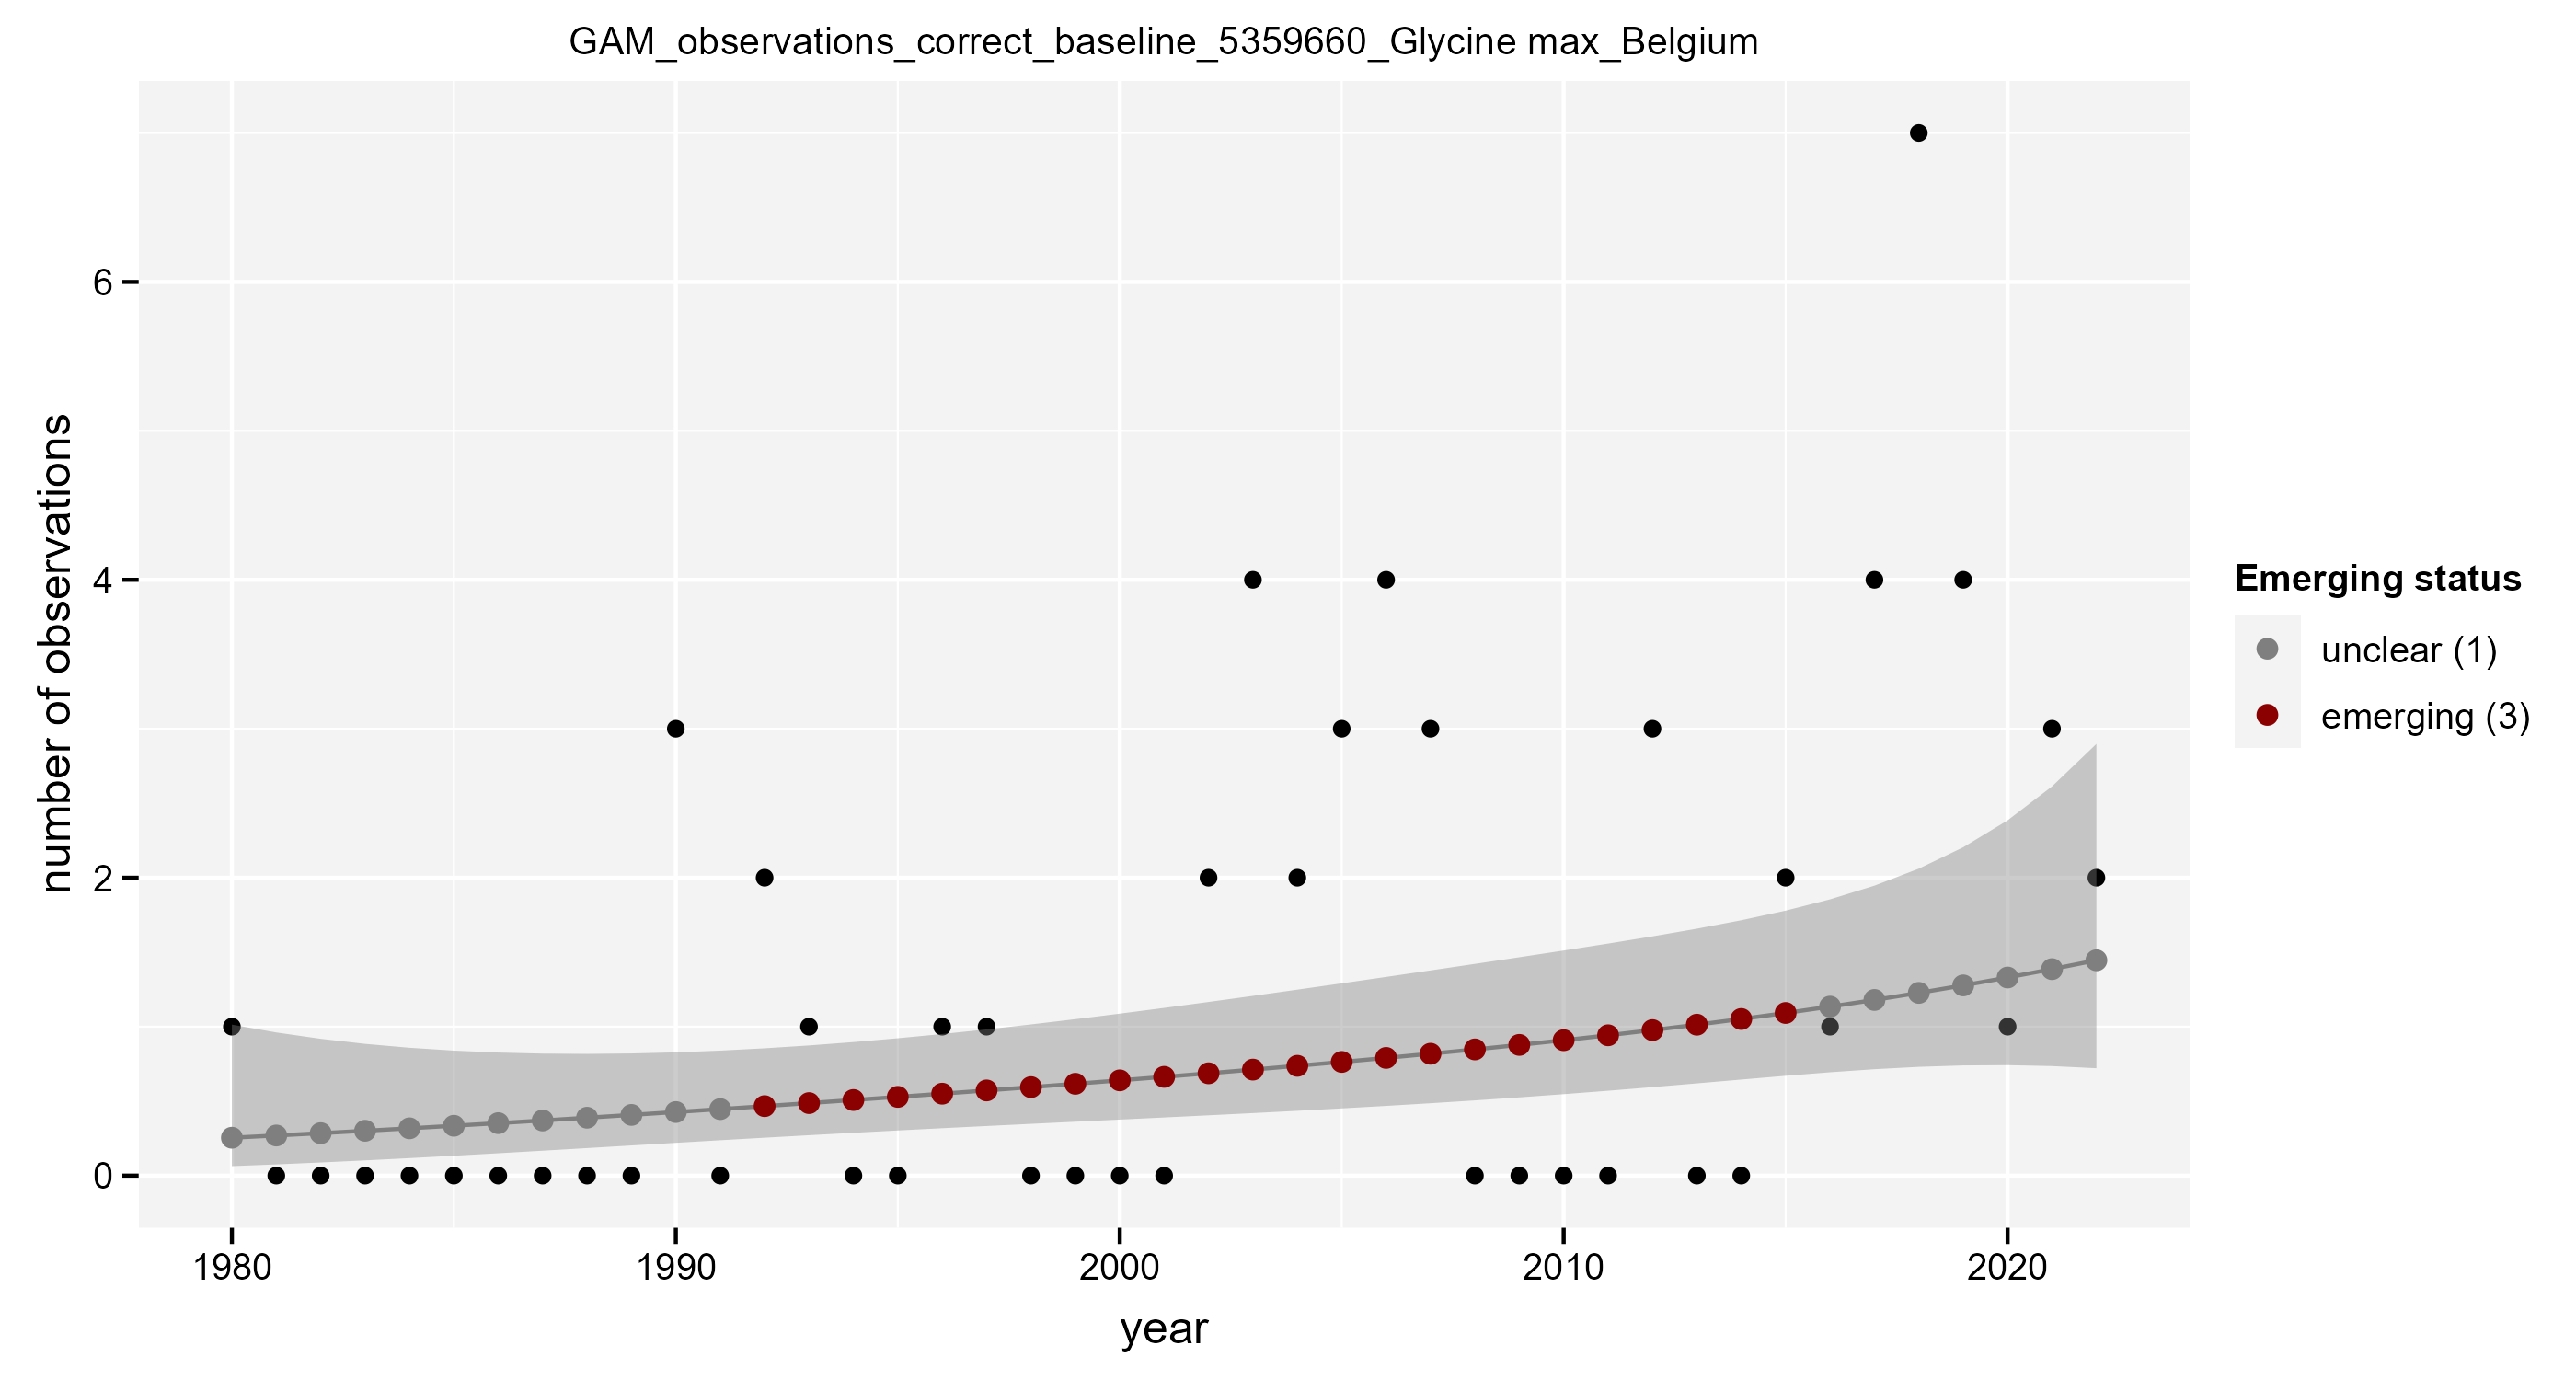 GAM_observations_correct_baseline_5359660_Glycine max_Belgium
number of observations
6
4
2
0
1980
1990
2000
2010
2020
year
Emerging status
unclear (1)
emerging (3)